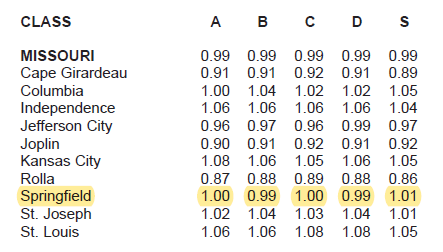 CLASS A B C D S
MISSOURI 0.99 0.99 0.99 0.99 0.99
Cape Girardeau 0.91 0.91 0.92 0.91 0.89
Columbia 1.00 1.04 1.02 1.02 1.05
Independence 1.06 1.06 1.06 1.06 1.04
Jefferson City 0.96 0.97 0.96 0.99 0.97
Joplin 0.90 0.91 0.92 0.91 0.92
Kansas City 1.08 1.06 1.05 1.06 1.05
Rolla 0.87 0.88 0.89 0.88 0.86
Springfield 1.00 0.99 1.00 0.99 1.01
St. Joseph 1.02 1.04 1.03 1.04 1.01
St. Louis 1.06 1.06 1.08 1.08 1.05